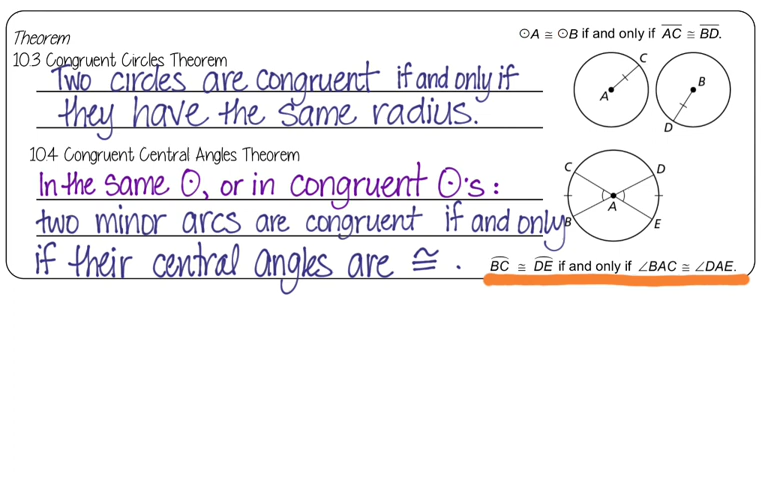 Theorem
⊙A ≅ ⊙B if and only if AC ≅ BD.
10.3 Congruent Circles Theorem
Two circles are congruent if and only if
they have the same radius.
C
A
B
D
10.4 Congruent Central Angles Theorem
In the same ⊙, or in congruent ⊙'s:
two minor arcs are congruent if and only
if their central angles are ≅ .
C
D
A
B
E
BC ≅ DE if and only if ∠BAC ≅ ∠DAE.